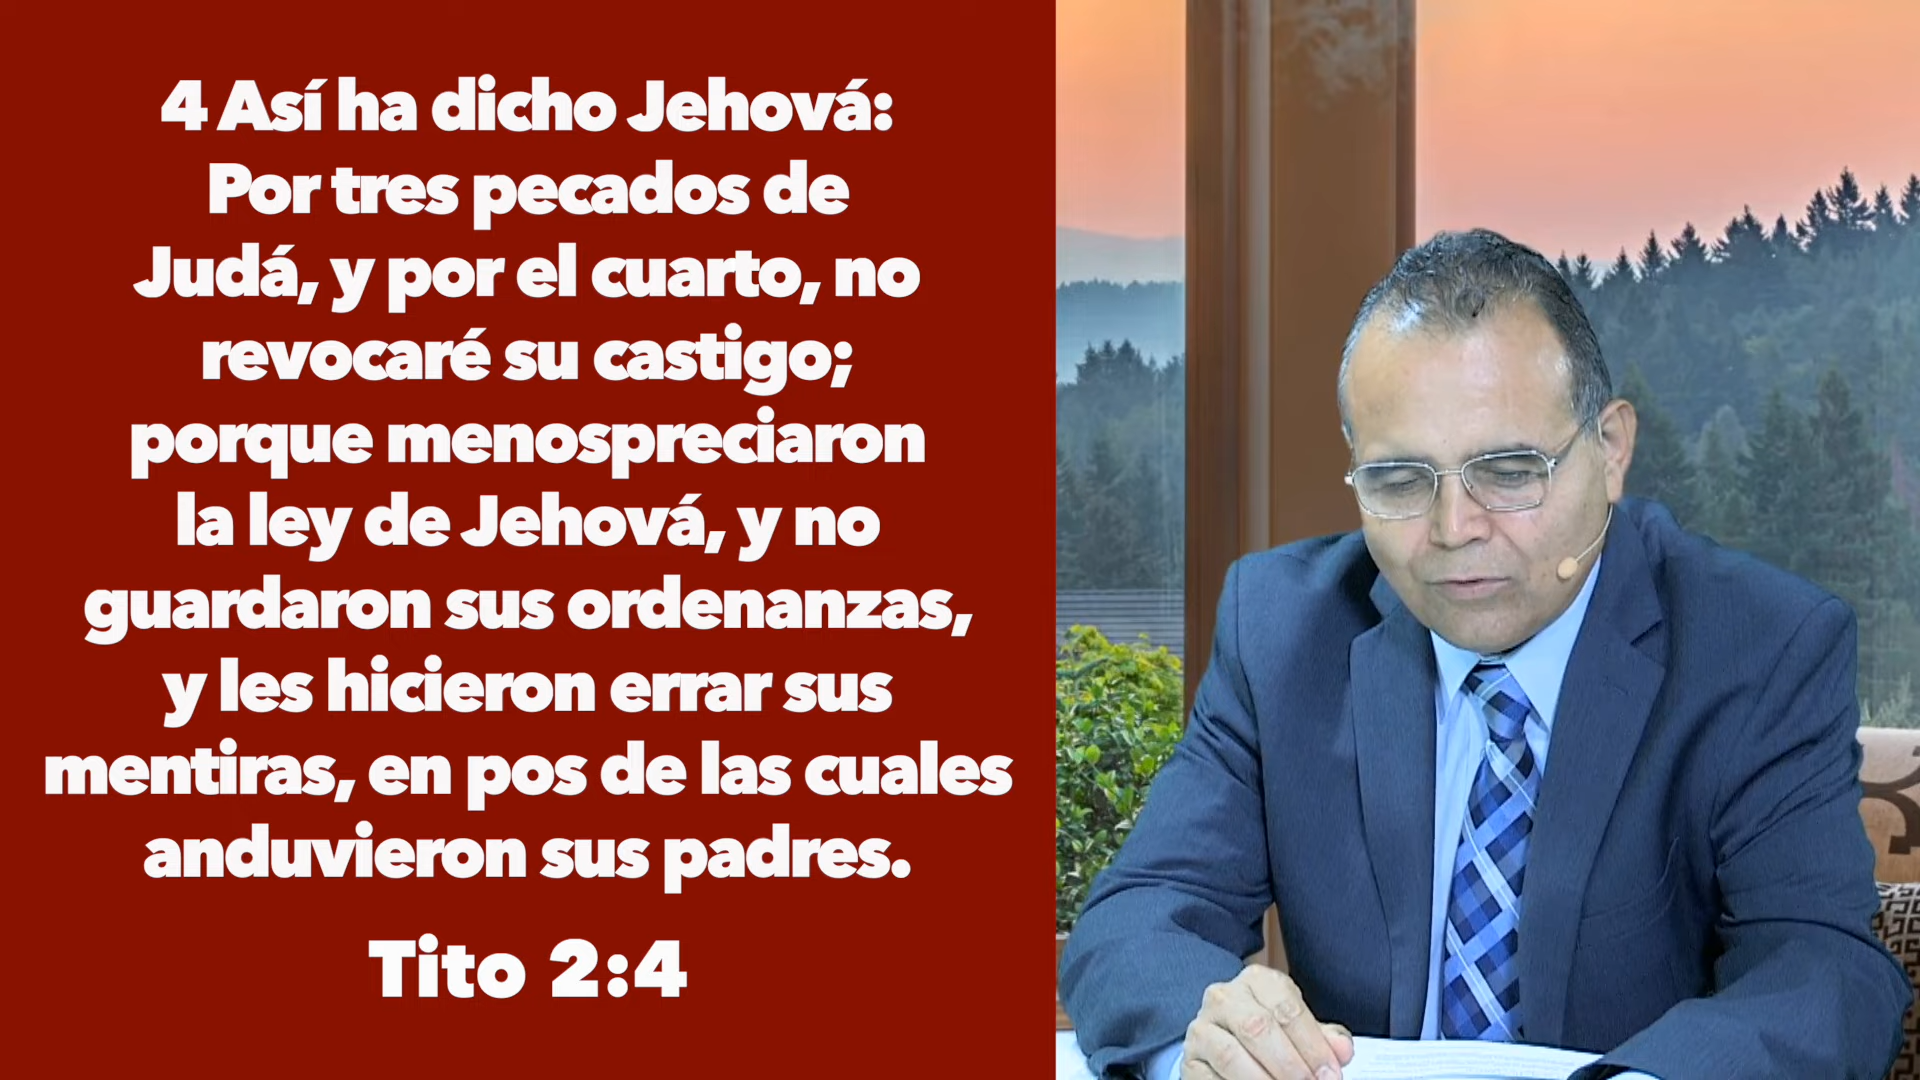 4 Así ha dicho Jehová:
Por tres pecados de
Judá, y por el cuarto, no
revocaré su castigo;
porque menospreciaron
la ley de Jehová, y no
guardaron sus ordenanzas,
y les hicieron errar sus
mentiras, en pos de las cuales
anduvieron sus padres.
Tito 2:4